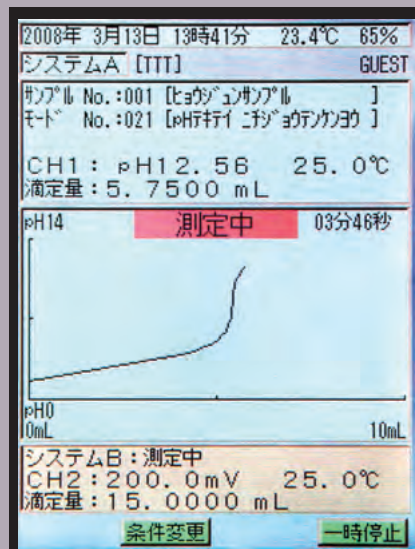 2008年 3月13日 13時41分 23.4℃ 65%
システムA [TTT] GUEST
ｻﾝﾌﾟﾙ No.:001 [ﾋｮｳｼﾞｭﾝｻﾝﾌﾟﾙ ]
ﾓｰﾄﾞ No.:021 [pHﾃｷﾃｲ ﾆﾁｼﾞｮｳﾃﾝｹﾝﾖｳ ]
CH1: pH12.56 25.0℃
滴定量:5.7500 mL
pH14 測定中 03分46秒
pH0
0mL 10mL
システムB:測定中
CH2:200.0mV 25.0℃
滴定量:15.0000 mL
条件変更 一時停止